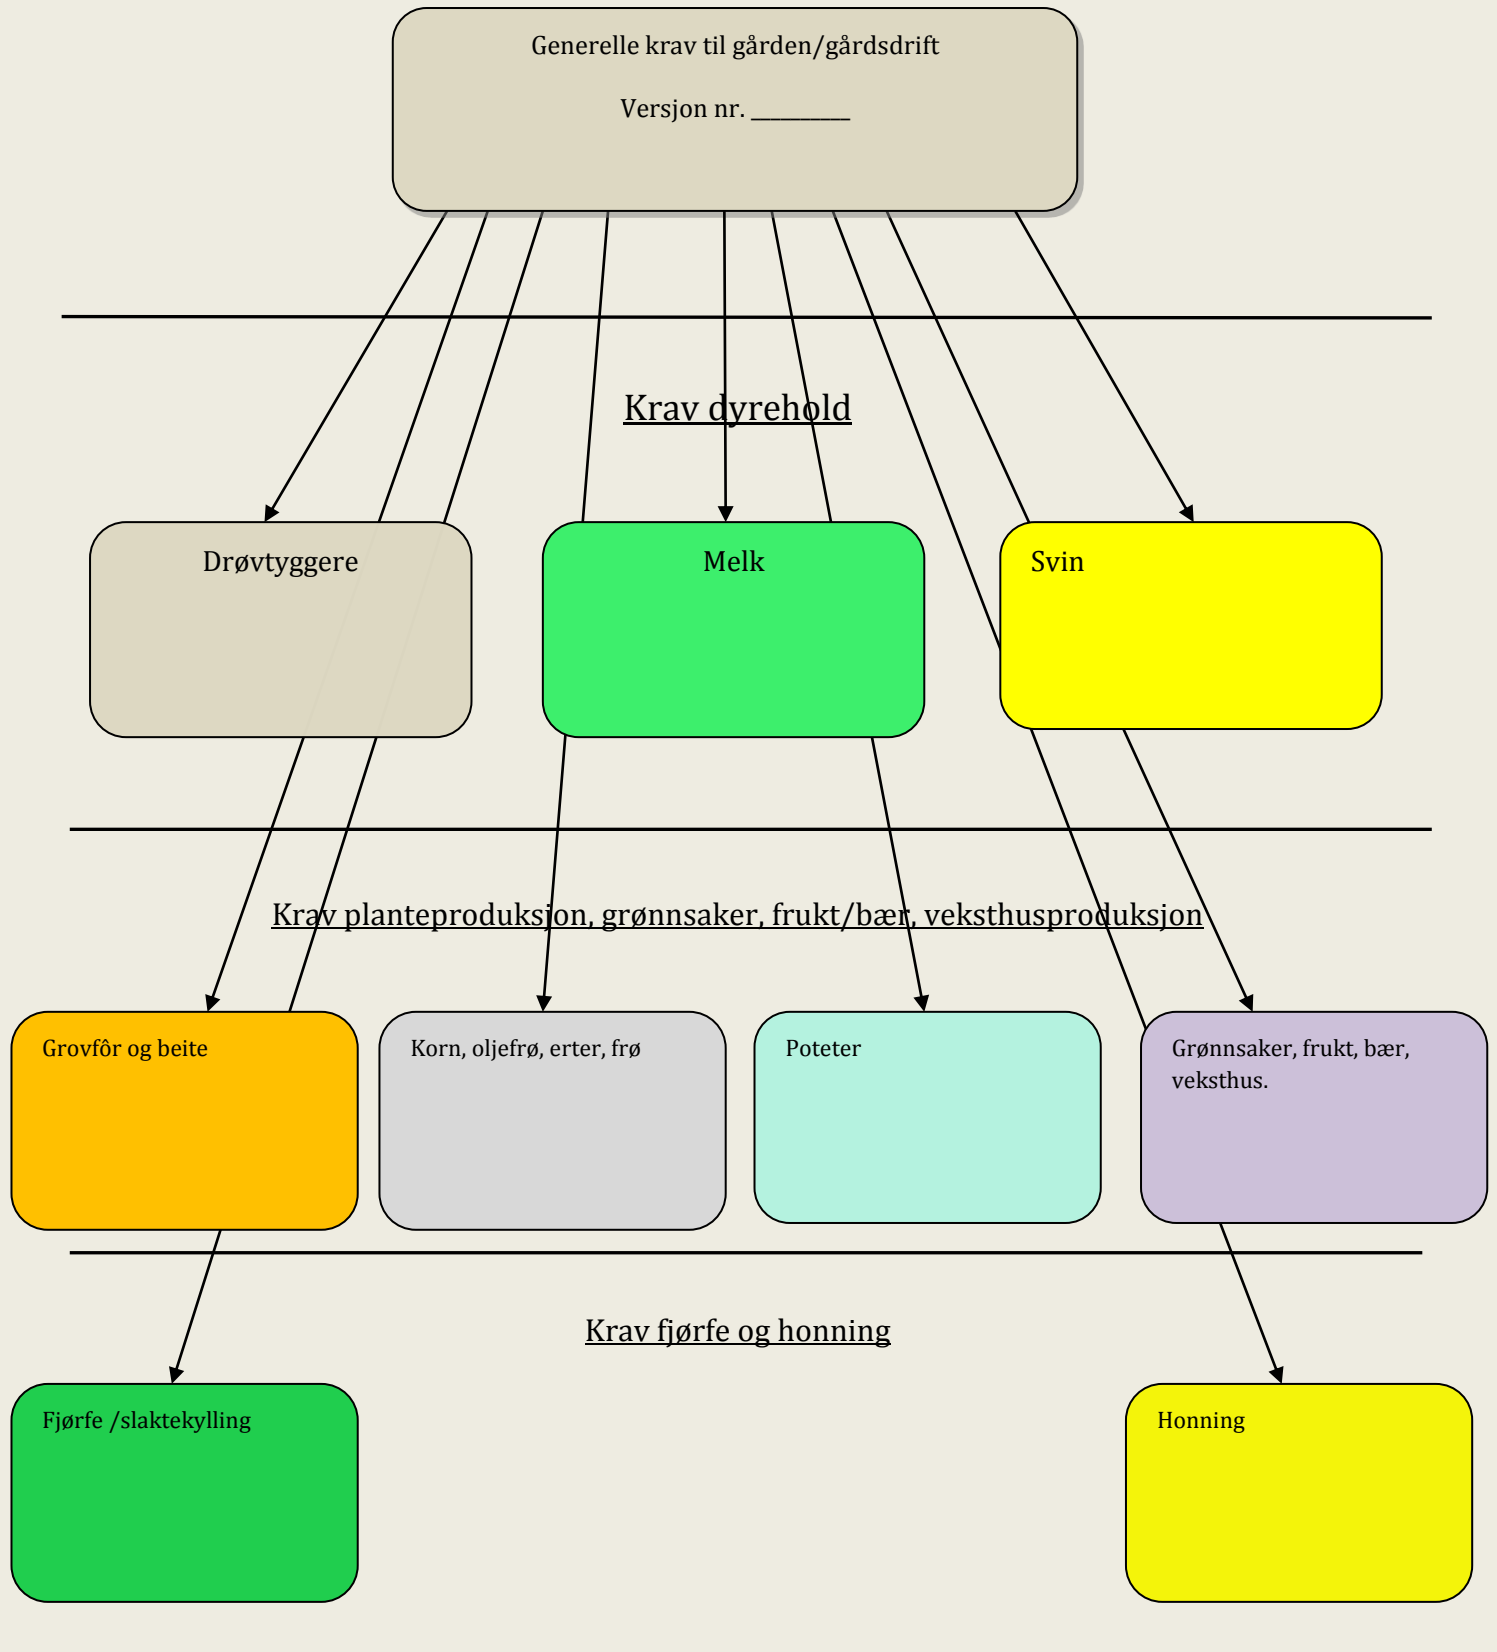 Generelle krav til gården/gårdsdrift
Versjon nr. __________
Krav dyrehold
Drøvtyggere
Melk
Svin
Krav planteproduksjon, grønnsaker, frukt/bær, veksthusproduksjon
Grovfôr og beite
Korn, oljefrø, erter, frø
Poteter
Grønnsaker, frukt, bær,
veksthus.
Krav fjørfe og honning
Fjørfe /slaktekylling
Honning